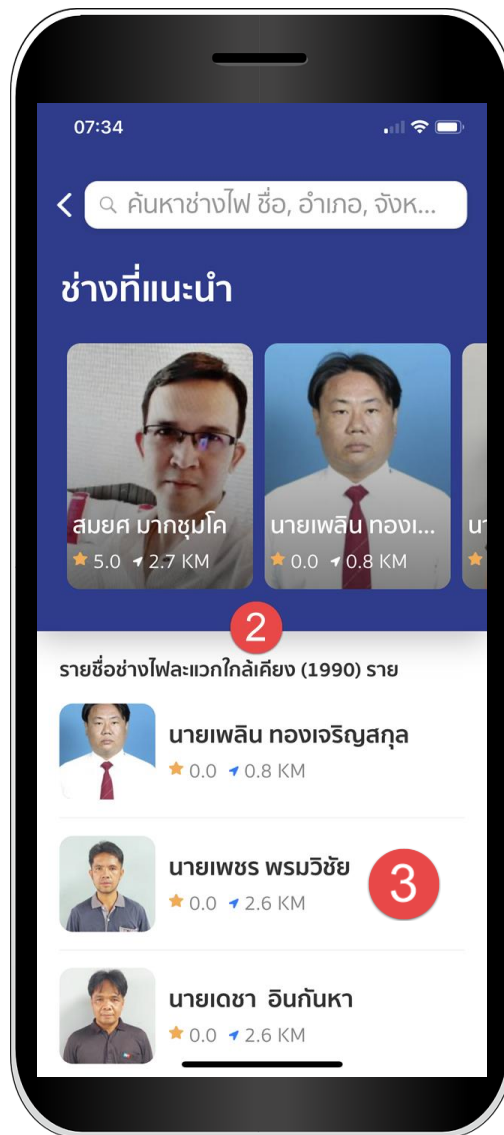 07:34
ค้นหาช่างไฟ ชื่อ, อำเภอ, จังห...
ช่างที่แนะนำ
สมยศ มากชุมโค
นายเพลิน ทองเ...
5.0 2.7 KM
0.0 0.8 KM
2
รายชื่อช่างไฟละแวกใกล้เคียง (1990) ราย
นายเพลิน ทองเจริญสกุล
0.0 0.8 KM
นายเพชร พรมวิชัย
3
0.0 2.6 KM
นายเดชา อินกันหา
0.0 2.6 KM